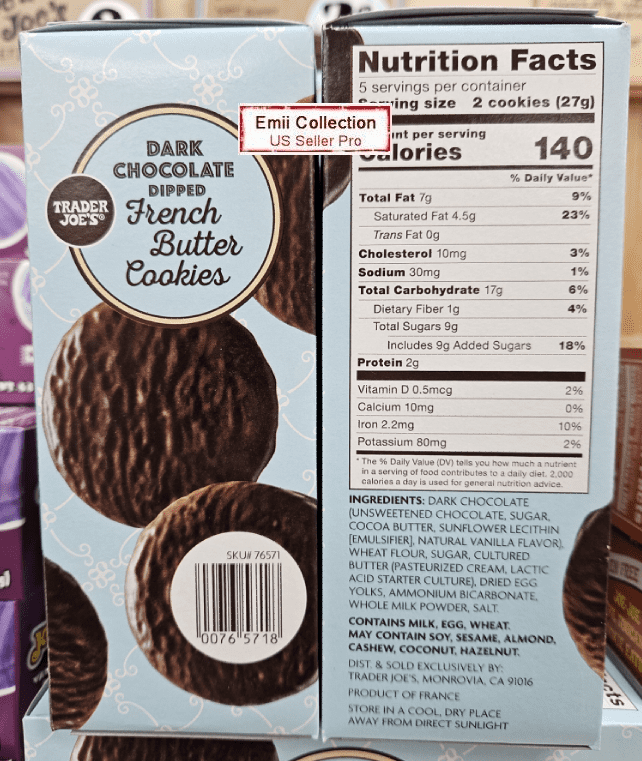 DARK
CHOCOLATE
DIPPED
French
Butter
Cookies
TRADER
JOE'S®
SKU# 76571
0076 5718
Emii Collection
US Seller Pro
Nutrition Facts
5 servings per container
Serving size 2 cookies (27g)
per serving
Calories 140
% Daily Value*
Total Fat 7g 9%
Saturated Fat 4.5g 23%
Trans Fat 0g
Cholesterol 10mg 3%
Sodium 30mg 1%
Total Carbohydrate 17g 6%
Dietary Fiber 1g 4%
Total Sugars 9g
Includes 9g Added Sugars 18%
Protein 2g
Vitamin D 0.5mcg 2%
Calcium 10mg 0%
Iron 2.2mg 10%
Potassium 80mg 2%
* The % Daily Value (DV) tells you how much a nutrient
in a serving of food contributes to a daily diet. 2,000
calories a day is used for general nutrition advice.
INGREDIENTS: DARK CHOCOLATE
(UNSWEETENED CHOCOLATE, SUGAR,
COCOA BUTTER, SUNFLOWER LECITHIN
[EMULSIFIER], NATURAL VANILLA FLAVOR),
WHEAT FLOUR, SUGAR, CULTURED
BUTTER (PASTEURIZED CREAM, LACTIC
ACID STARTER CULTURE), DRIED EGG
YOLKS, AMMONIUM BICARBONATE,
WHOLE MILK POWDER, SALT.
CONTAINS MILK, EGG, WHEAT.
MAY CONTAIN SOY, SESAME, ALMOND,
CASHEW, COCONUT, HAZELNUT.
DIST. & SOLD EXCLUSIVELY BY:
TRADER JOE'S, MONROVIA, CA 91016
PRODUCT OF FRANCE
STORE IN A COOL, DRY PLACE
AWAY FROM DIRECT SUNLIGHT